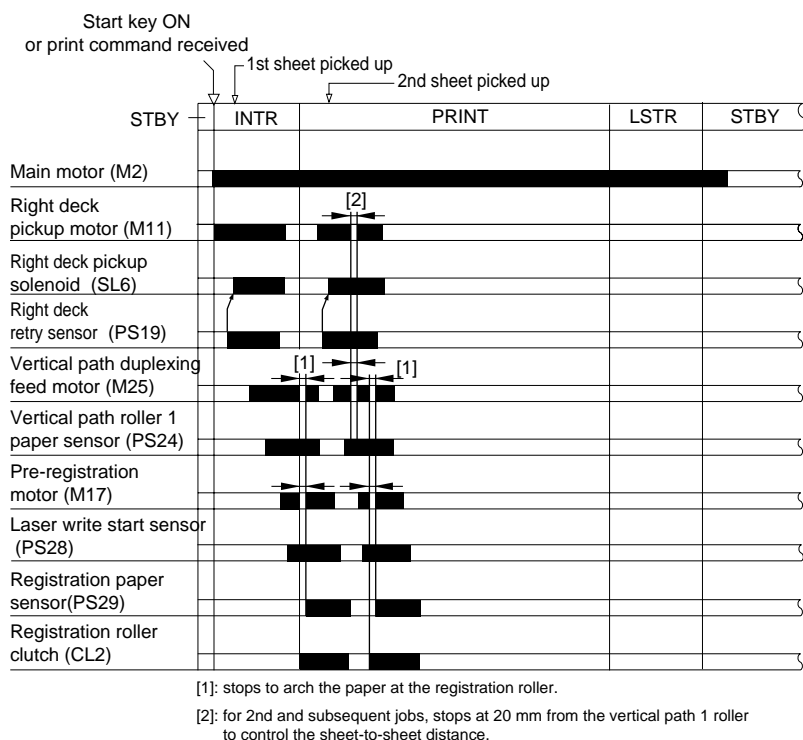 Start key ON
or print command received
1st sheet picked up
2nd sheet picked up
STBY INTR PRINT LSTR STBY
Main motor (M2)
[2]
Right deck
pickup motor (M11)
Right deck pickup
solenoid (SL6)
Right deck
retry sensor (PS19)
Vertical path duplexing
feed motor (M25)
[1] [1]
Vertical path roller 1
paper sensor (PS24)
Pre-registration
motor (M17)
Laser write start sensor
(PS28)
Registration paper
sensor(PS29)
Registration roller
clutch (CL2)
[1]: stops to arch the paper at the registration roller.
[2]: for 2nd and subsequent jobs, stops at 20 mm from the vertical path 1 roller
to control the sheet-to-sheet distance.